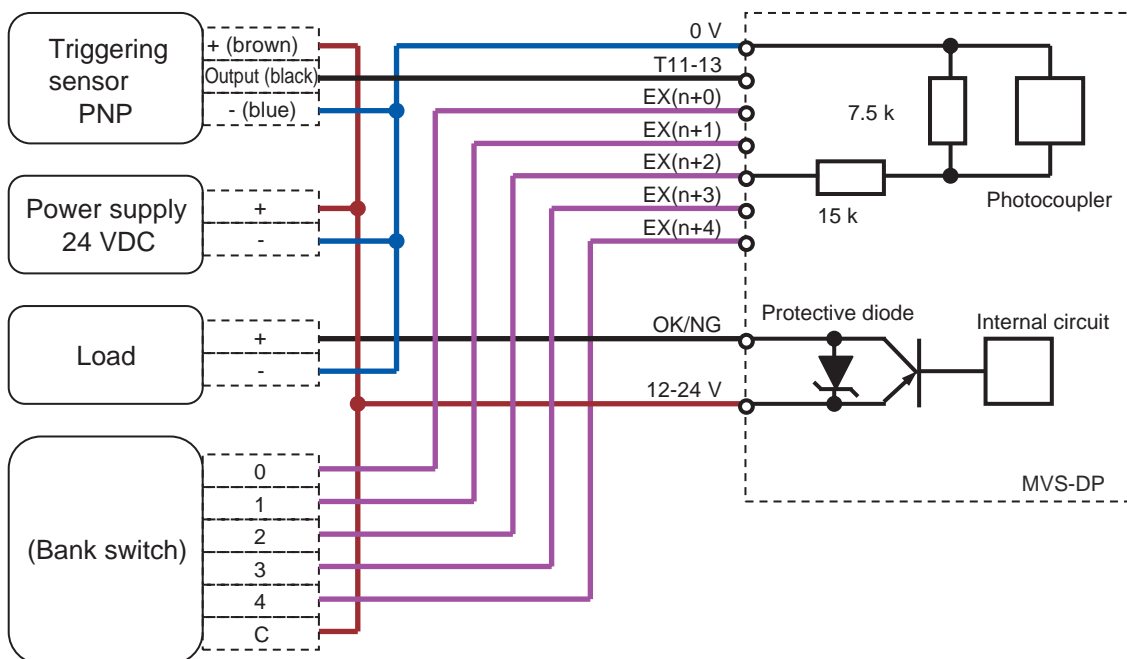 Triggering
sensor
PNP
+ (brown)
Output (black)
- (blue)
Power supply
24 VDC
+
-
Load
+
-
(Bank switch)
0
1
2
3
4
C
0 V
T11-13
EX(n+0)
EX(n+1)
EX(n+2)
EX(n+3)
EX(n+4)
OK/NG
12-24 V
7.5 k
15 k
Photocoupler
Protective diode
Internal circuit
MVS-DP